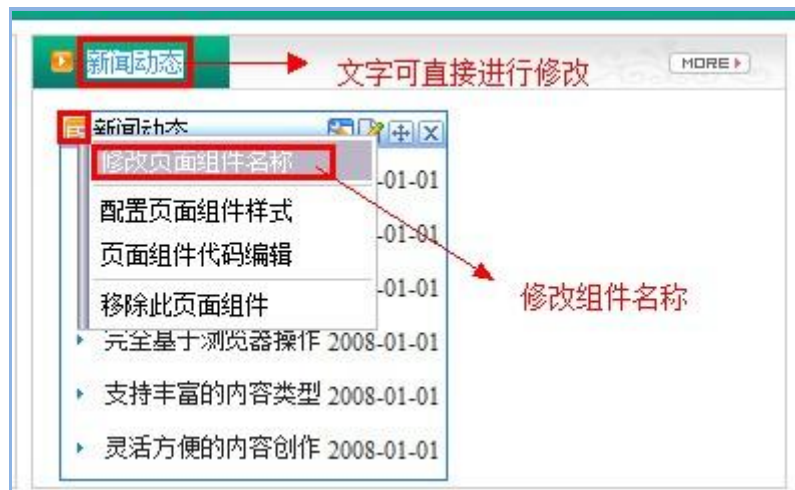 新闻动态
文字可直接进行修改
MORE
新闻动态
修改页面组件名称
-01-01
配置页面组件样式
-01-01
页面组件代码编辑
-01-01
修改组件名称
移除此页面组件
完全基于浏览器操作 2008-01-01
支持丰富的内容类型 2008-01-01
灵活方便的内容创作 2008-01-01